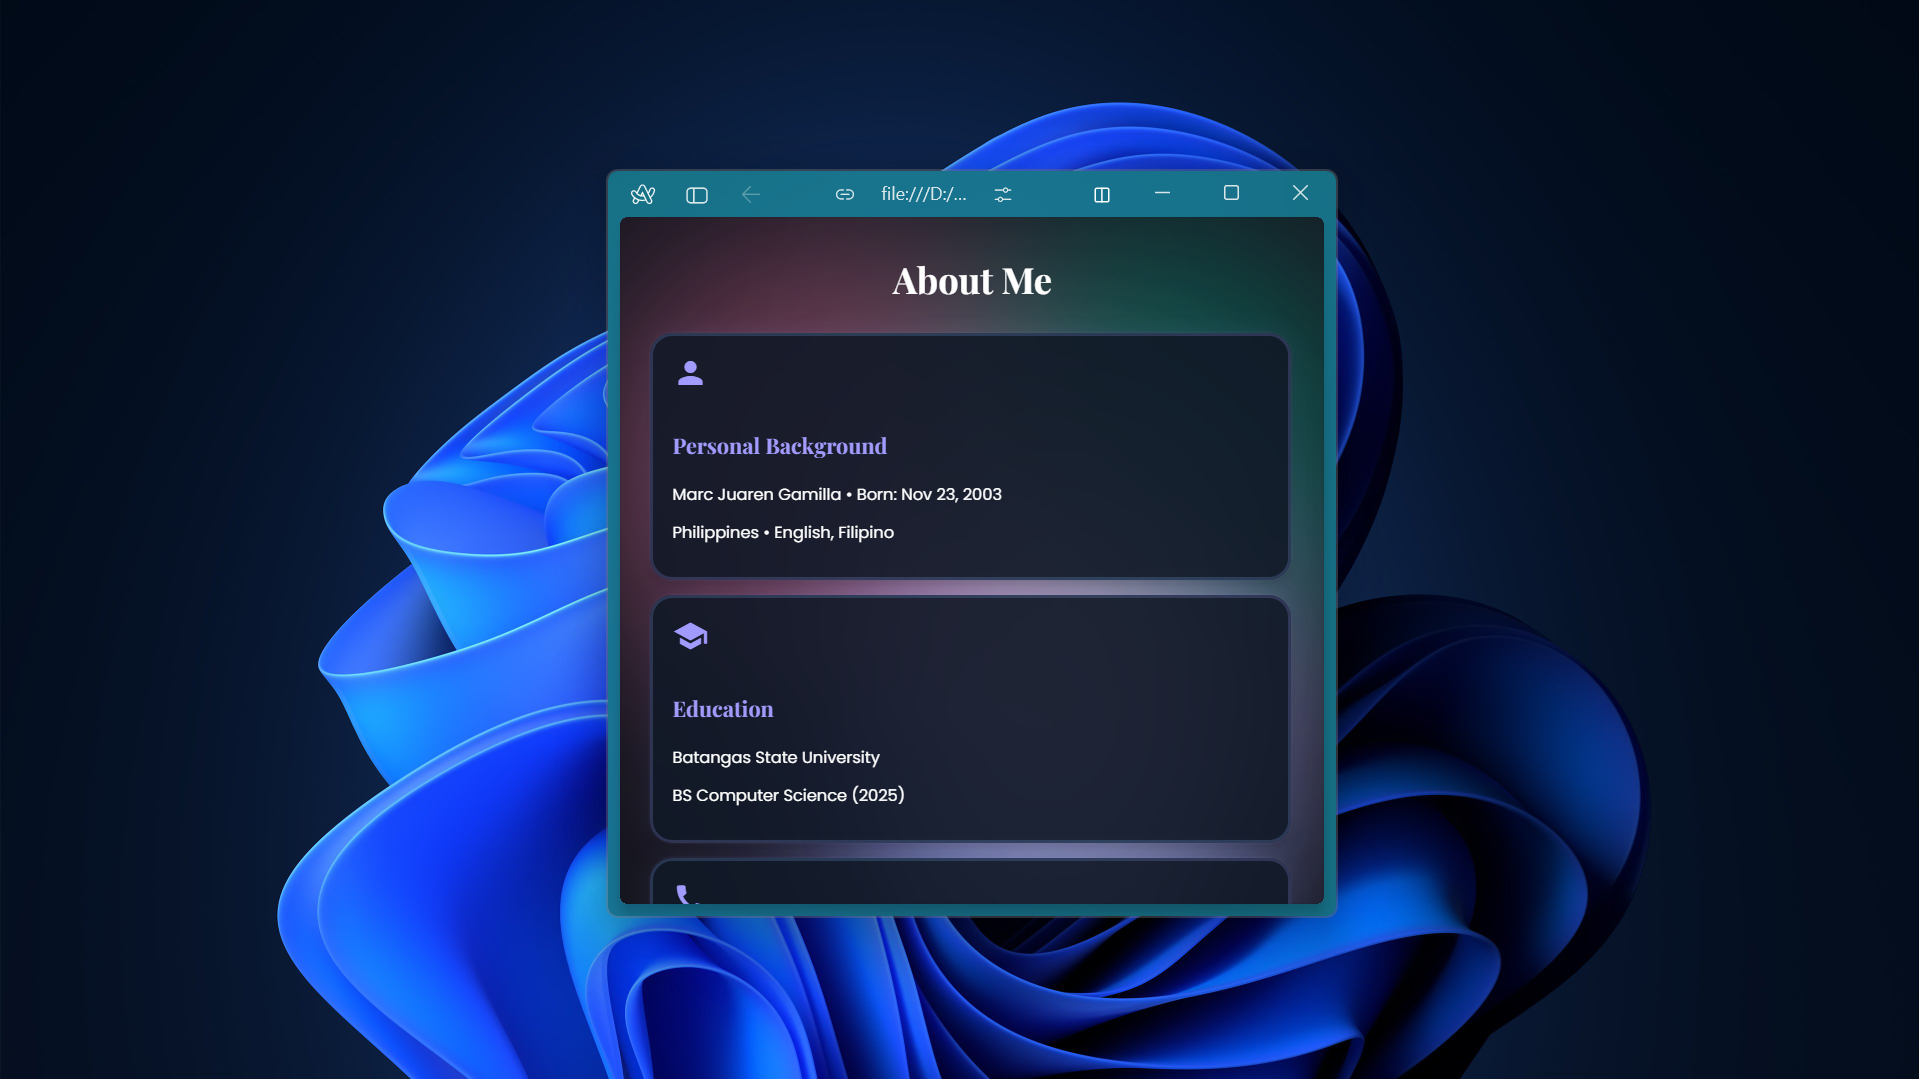 file:///D:/...
About Me
Personal Background
Marc Juaren Gamilla • Born: Nov 23, 2003
Philippines • English, Filipino
Education
Batangas State University
BS Computer Science (2025)